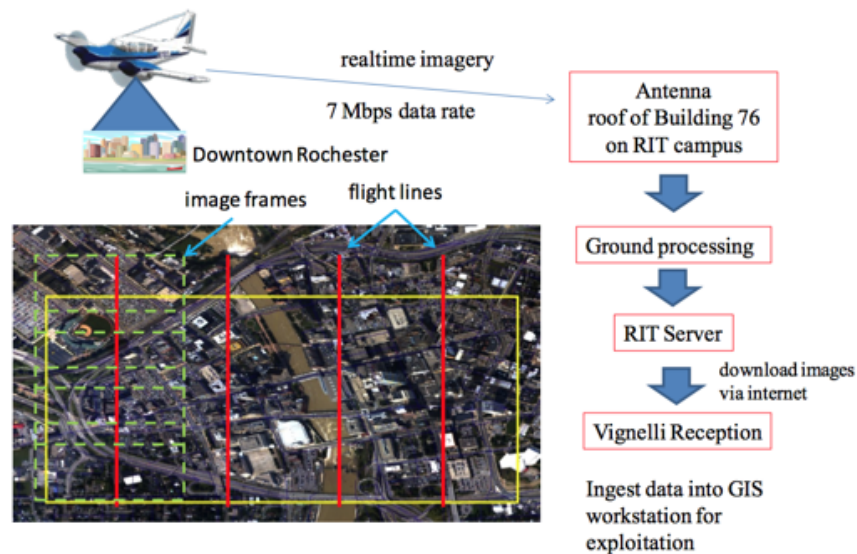 realtime imagery
7 Mbps data rate
Downtown Rochester
image frames
flight lines
Antenna
roof of Building 76
on RIT campus
Ground processing
RIT Server
download images
via internet
Vignelli Reception
Ingest data into GIS
workstation for
exploitation